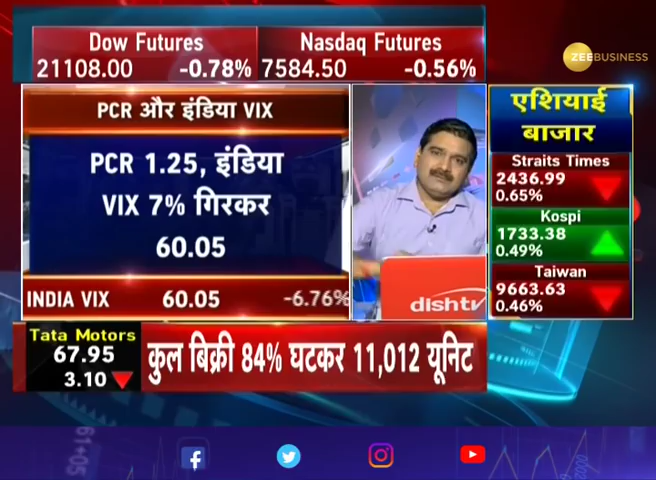 Dow Futures
21108.00 -0.78%
Nasdaq Futures
7584.50 -0.56%
ZEEBUSINESS
PCR और इंडिया VIX
PCR 1.25, इंडिया
VIX 7% गिरकर
60.05
INDIA VIX 60.05 -6.76%
dishtv
एशियाई
बाजार
Straits Times
2436.99
0.65%
Kospi
1733.38
0.49%
Taiwan
9663.63
0.46%
Tata Motors
67.95
3.10
कुल बिक्री 84% घटकर 11,012 यूनिट